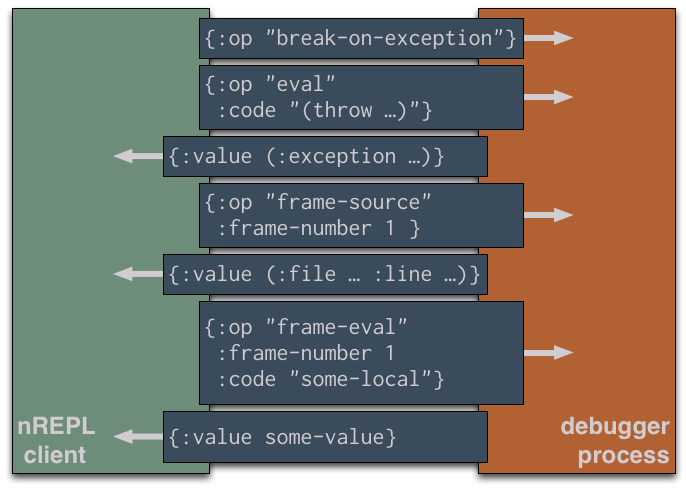 {:op "break-on-exception"}
{:op "eval"
:code "(throw …)"}
{:value (:exception …)}
{:op "frame-source"
:frame-number 1 }
{:value (:file … :line …)}
{:op "frame-eval"
:frame-number 1
:code "some-local"}
{:value some-value}
nREPL
client
debugger
process